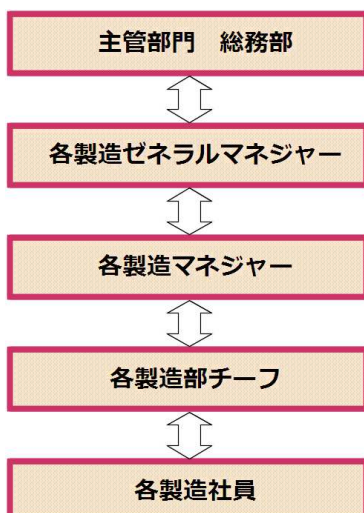 主管部門　総務部
各製造ゼネラルマネジャー
各製造マネジャー
各製造部チーフ
各製造社員